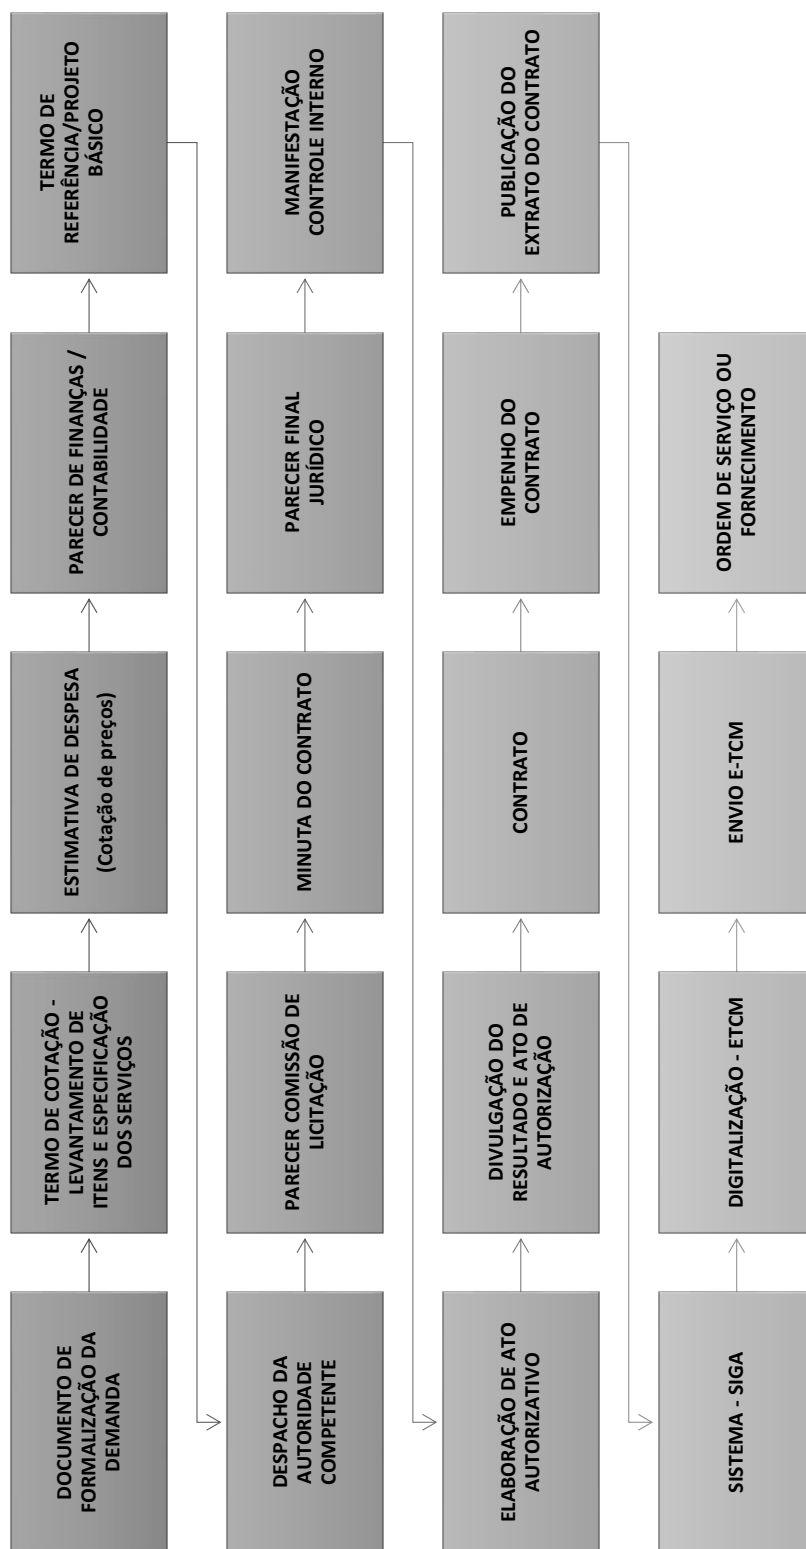 DOCUMENTO DE
FORMALIZAÇÃO DA
DEMANDA
TERMO DE COTAÇÃO -
LEVANTAMENTO DE
ITENS E ESPECIFICAÇÃO
DOS SERVIÇOS
ESTIMATIVA DE DESPESA
(Cotação de preços)
PARECER DE FINANÇAS /
CONTABILIDADE
TERMO DE
REFERÊNCIA/PROJETO
BÁSICO
DESPACHO DA
AUTORIDADE
COMPETENTE
PARECER COMISSÃO DE
LICITAÇÃO
MINUTA DO CONTRATO
PARECER FINAL
JURÍDICO
MANIFESTAÇÃO
CONTROLE INTERNO
ELABORAÇÃO DE ATO
AUTORIZATIVO
DIVULGAÇÃO DO
RESULTADO E ATO DE
AUTORIZAÇÃO
CONTRATO
EMPENHO DO
CONTRATO
PUBLICAÇÃO DO
EXTRATO DO CONTRATO
SISTEMA - SIGA
DIGITALIZAÇÃO - ETCM
ENVIO E-TCM
ORDEM DE SERVIÇO OU
FORNECIMENTO